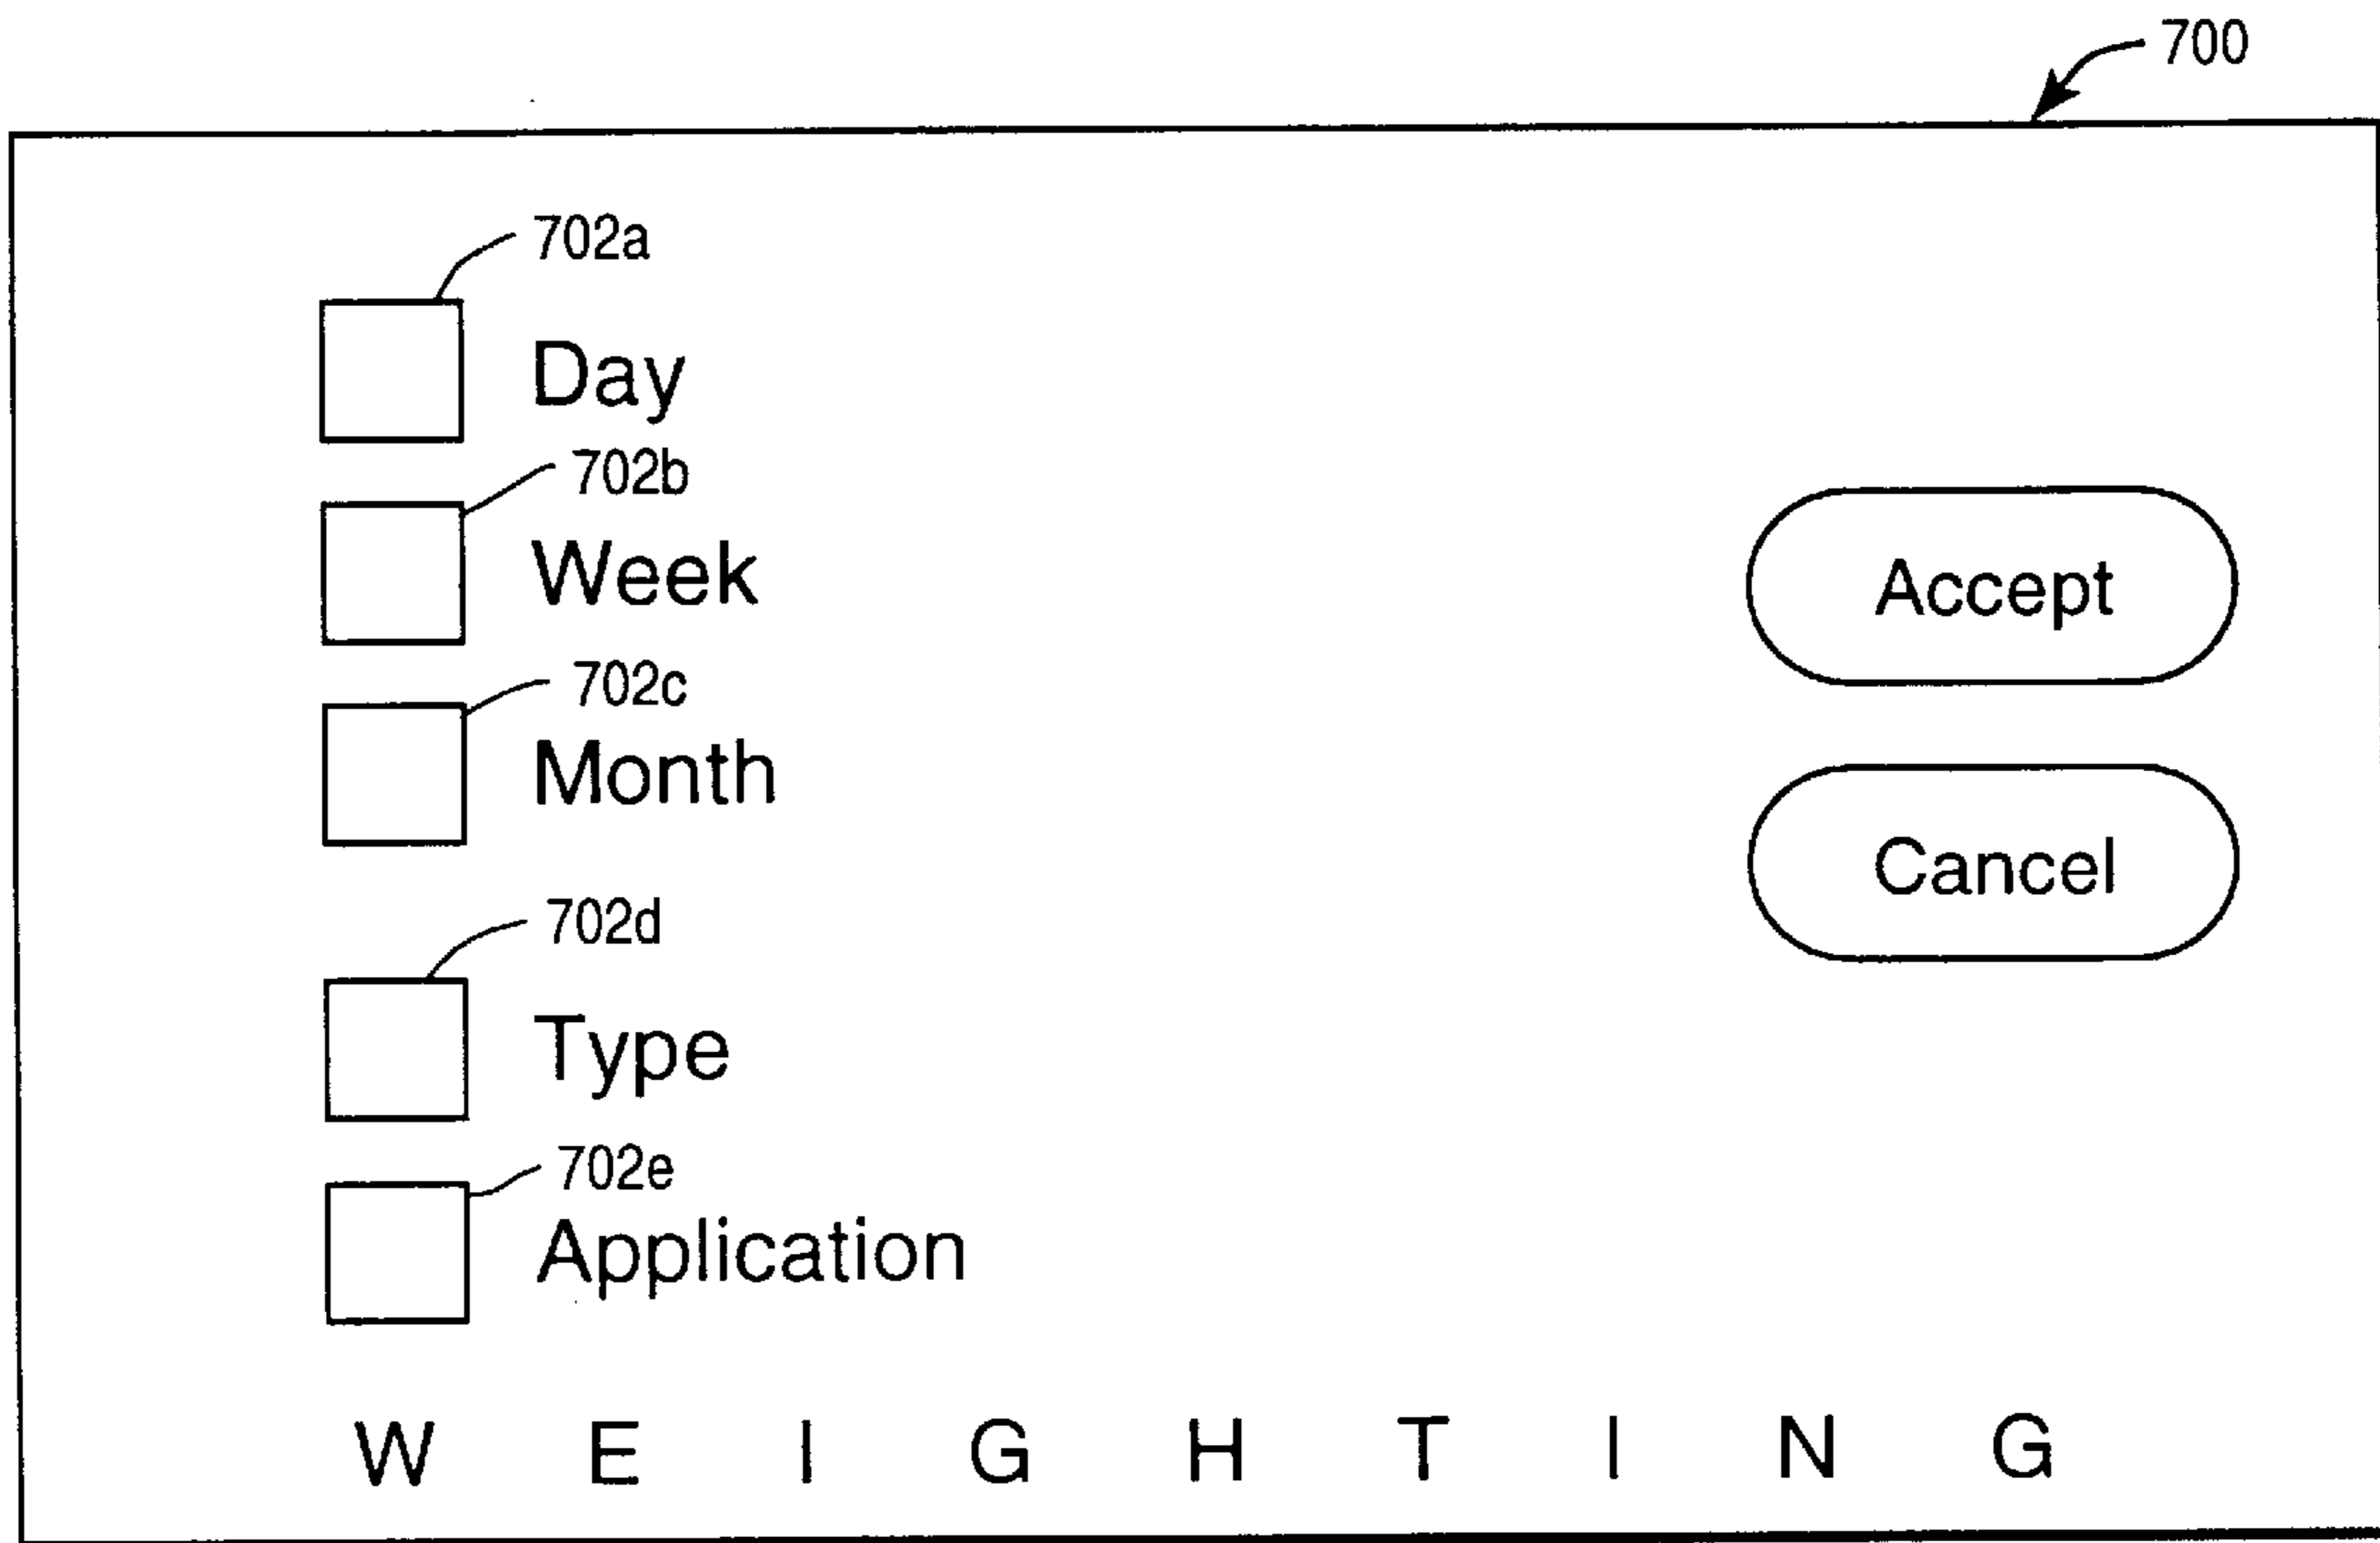 700
702a
Day
702b
Week
Accept
702c
Month
Cancel
702d
Type
702e
Application
W E I G H T I N G